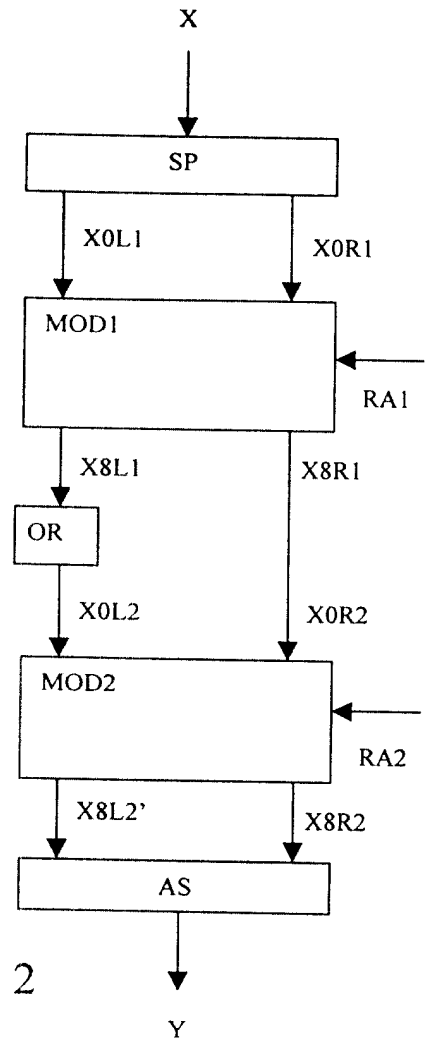 X
SP
X0L1
X0R1
MOD1
RA1
X8L1
X8R1
OR
X0L2
X0R2
MOD2
RA2
X8L2'
X8R2
AS
2
Y